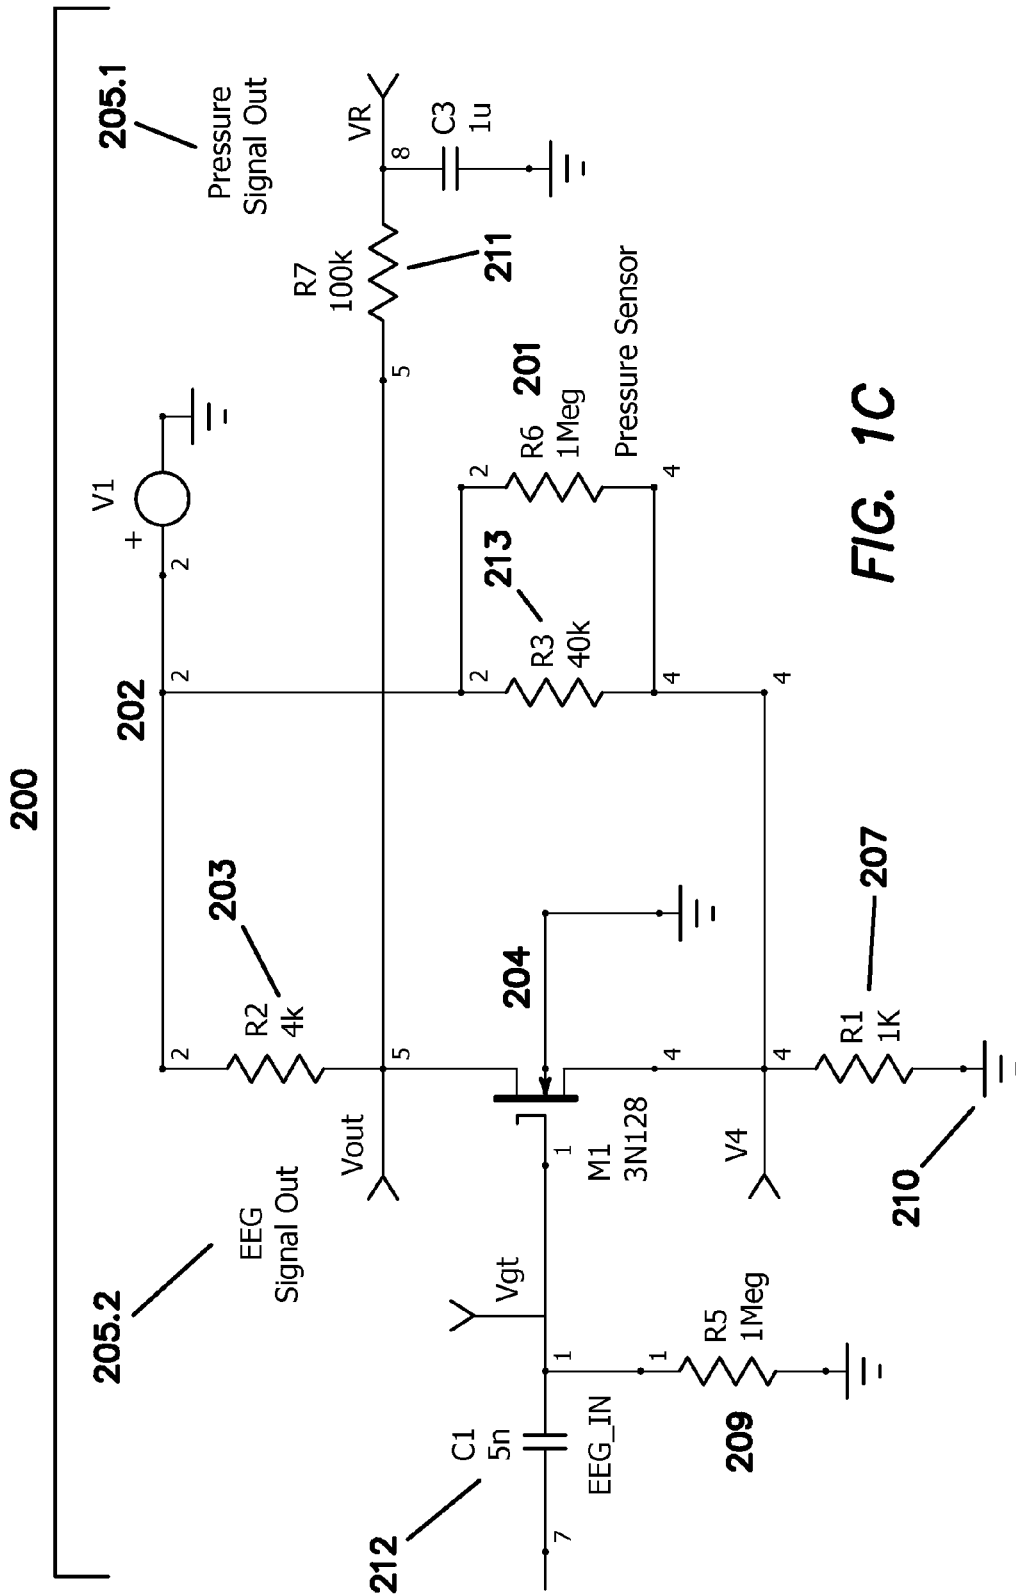 200
205.2
EEG
Signal Out
Vout
203
R2
4k
2
5
202
2
2
+
V1
205.1
Pressure
Signal Out
VR
8
C3
1u
R7
100k
211
5
212
C1
5n
7
EEG_IN
1
Vgt
1
R5
1Meg
209
1
M1
3N128
204
4
V4
4
R1
1K
207
210
2
213
R3
40k
4
4
2
R6
1Meg
201
Pressure Sensor
4
FIG. 1C